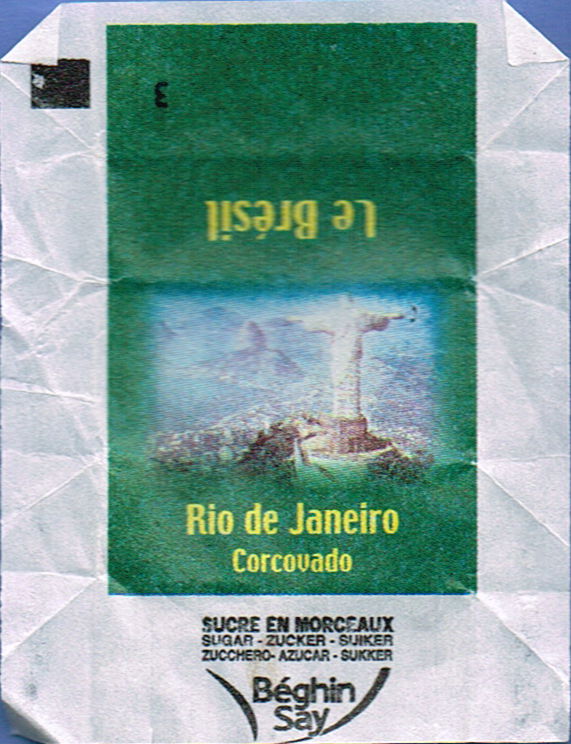 3
Le Brésil
Rio de Janeiro
Corcovado
SUCRE EN MORCEAUX
SUGAR - ZUCKER - SUIKER
ZUCCHERO- AZUCAR - SUKKER
Béghin
Say